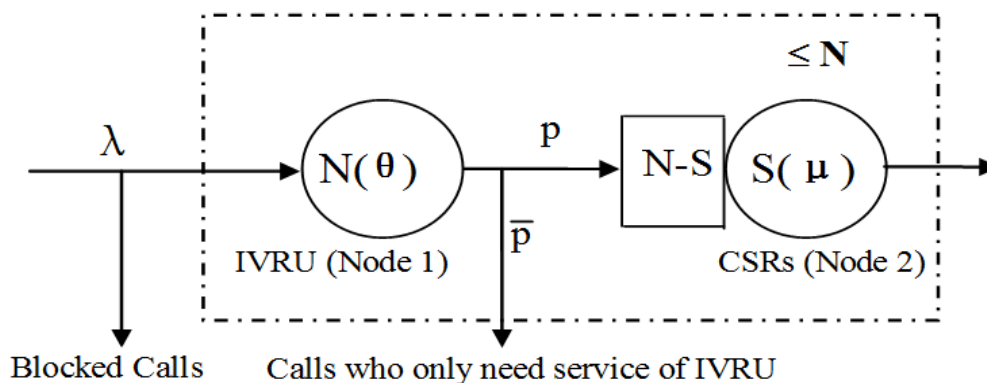 ≤ N
λ
N(θ)
p
N-S
S(μ)
p̅
IVRU (Node 1)
CSRs (Node 2)
Blocked Calls
Calls who only need service of IVRU